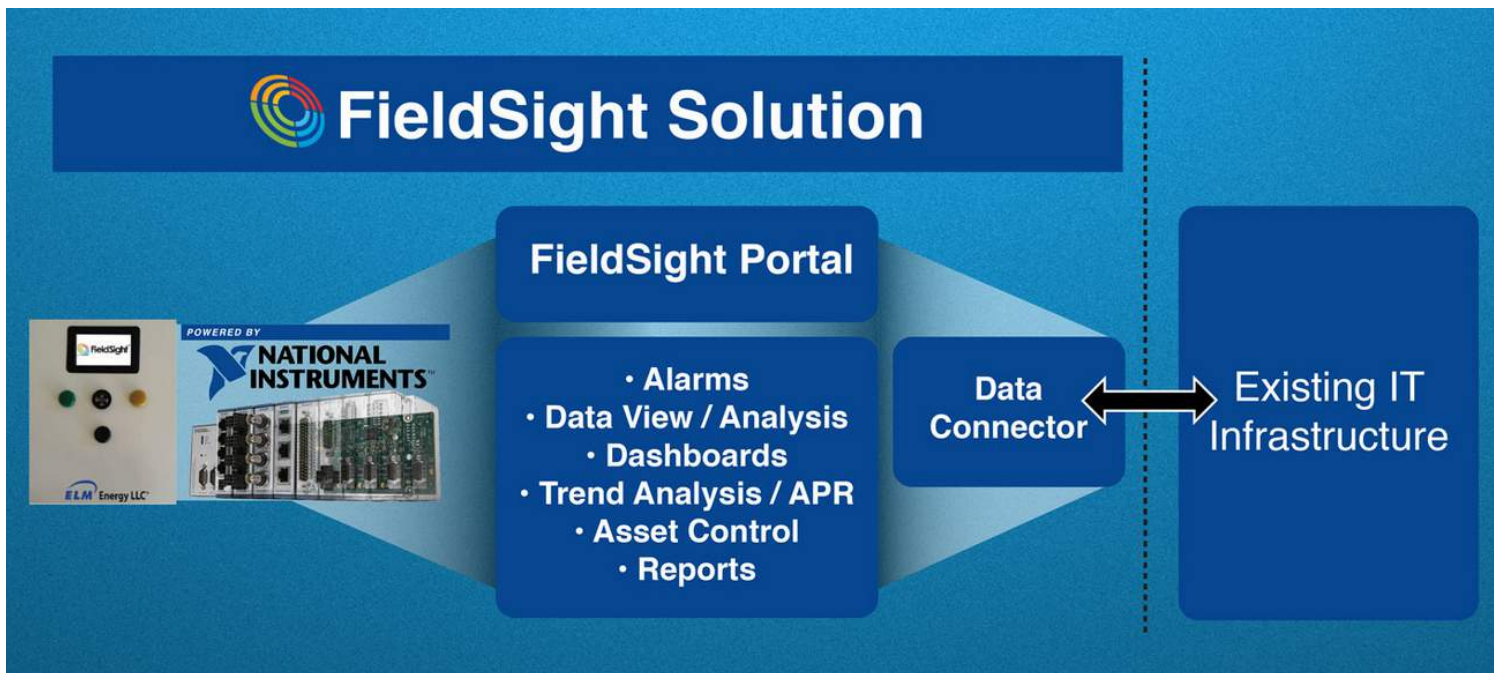 FieldSight Solution
FieldSight Portal
FieldSight
POWERED BY
NATIONAL
INSTRUMENTS™
ELM Energy LLC
• Alarms
• Data View / Analysis
• Dashboards
• Trend Analysis / APR
• Asset Control
• Reports
Data
Connector
Existing IT
Infrastructure